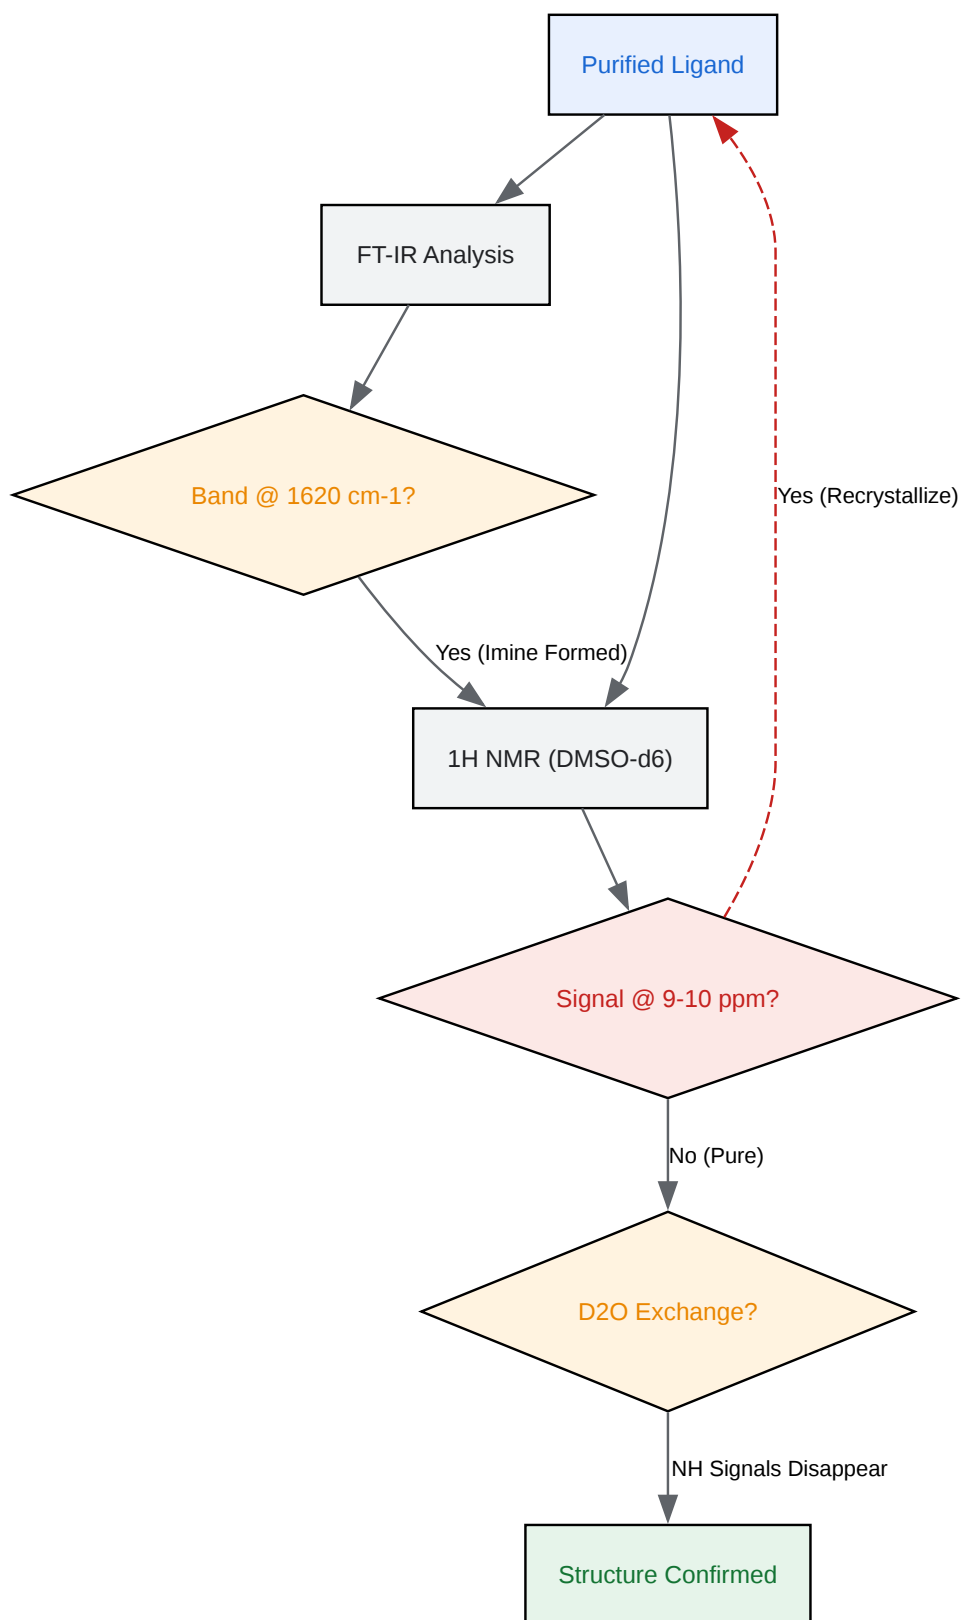 Purified Ligand
FT-IR Analysis
Band @ 1620 cm-1?
Yes (Recrystallize)
Yes (Imine Formed)
1H NMR (DMSO-d6)
Signal @ 9-10 ppm?
No (Pure)
D2O Exchange?
NH Signals Disappear
Structure Confirmed